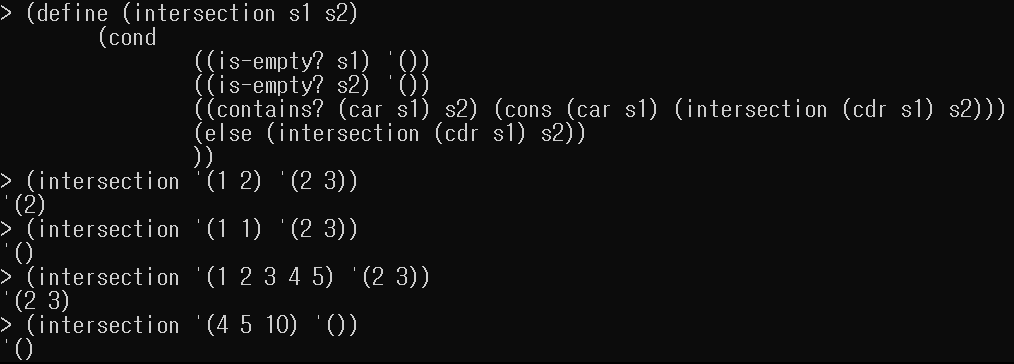 > (define (intersection s1 s2)
(cond
((is-empty? s1) '())
((is-empty? s2) '())
((contains? (car s1) s2) (cons (car s1) (intersection (cdr s1) s2)))
(else (intersection (cdr s1) s2))
))
> (intersection '(1 2) '(2 3))
'(2)
> (intersection '(1 1) '(2 3))
'()
> (intersection '(1 2 3 4 5) '(2 3))
'(2 3)
> (intersection '(4 5 10) '())
'()